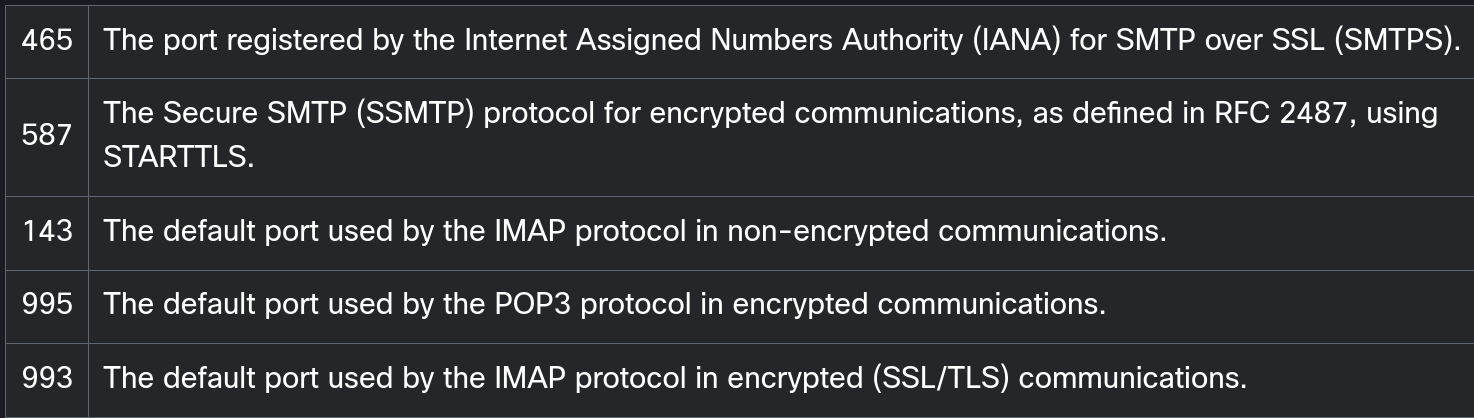 465 The port registered by the Internet Assigned Numbers Authority (IANA) for SMTP over SSL (SMTPS).
587 The Secure SMTP (SSMTP) protocol for encrypted communications, as defined in RFC 2487, using
STARTTLS.
143 The default port used by the IMAP protocol in non-encrypted communications.
995 The default port used by the POP3 protocol in encrypted communications.
993 The default port used by the IMAP protocol in encrypted (SSL/TLS) communications.